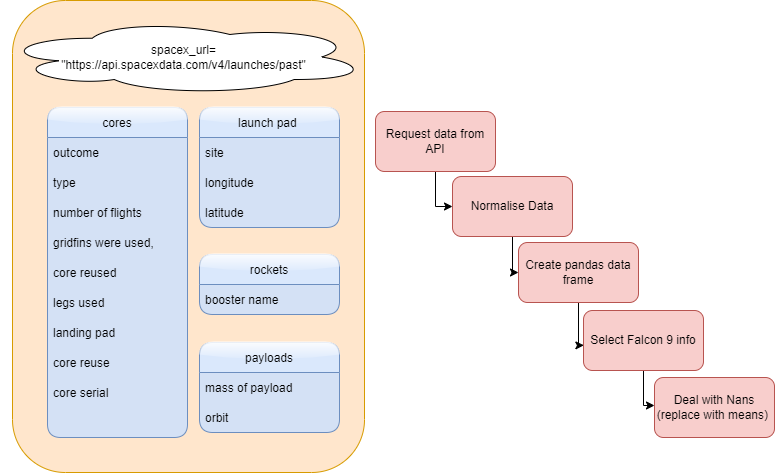 spacex_url=
"https://api.spacexdata.com/v4/launches/past"
cores
outcome
type
number of flights
gridfins were used,
core reused
legs used
landing pad
core reuse
core serial
launch pad
site
longitude
latitude
rockets
booster name
payloads
mass of payload
orbit
Request data from
API
Normalise Data
Create pandas data
frame
Select Falcon 9 info
Deal with Nans
(replace with means)